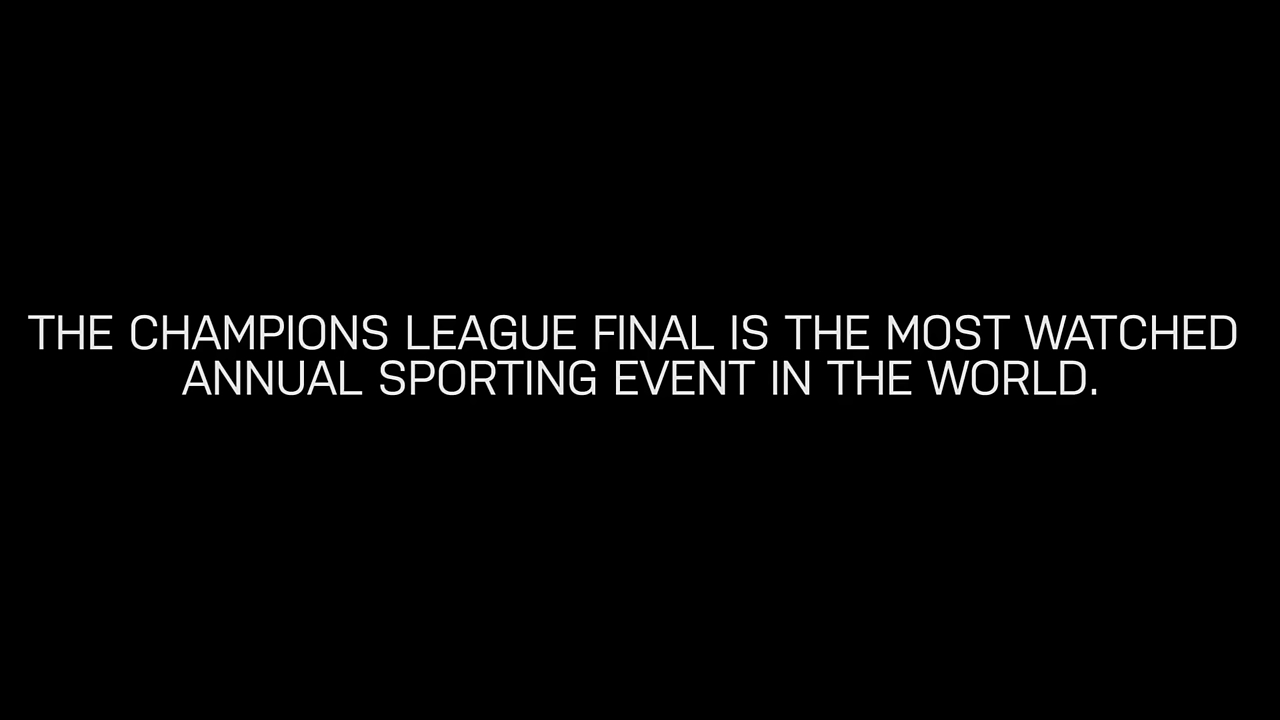 THE CHAMPIONS LEAGUE FINAL IS THE MOST WATCHED
ANNUAL SPORTING EVENT IN THE WORLD.